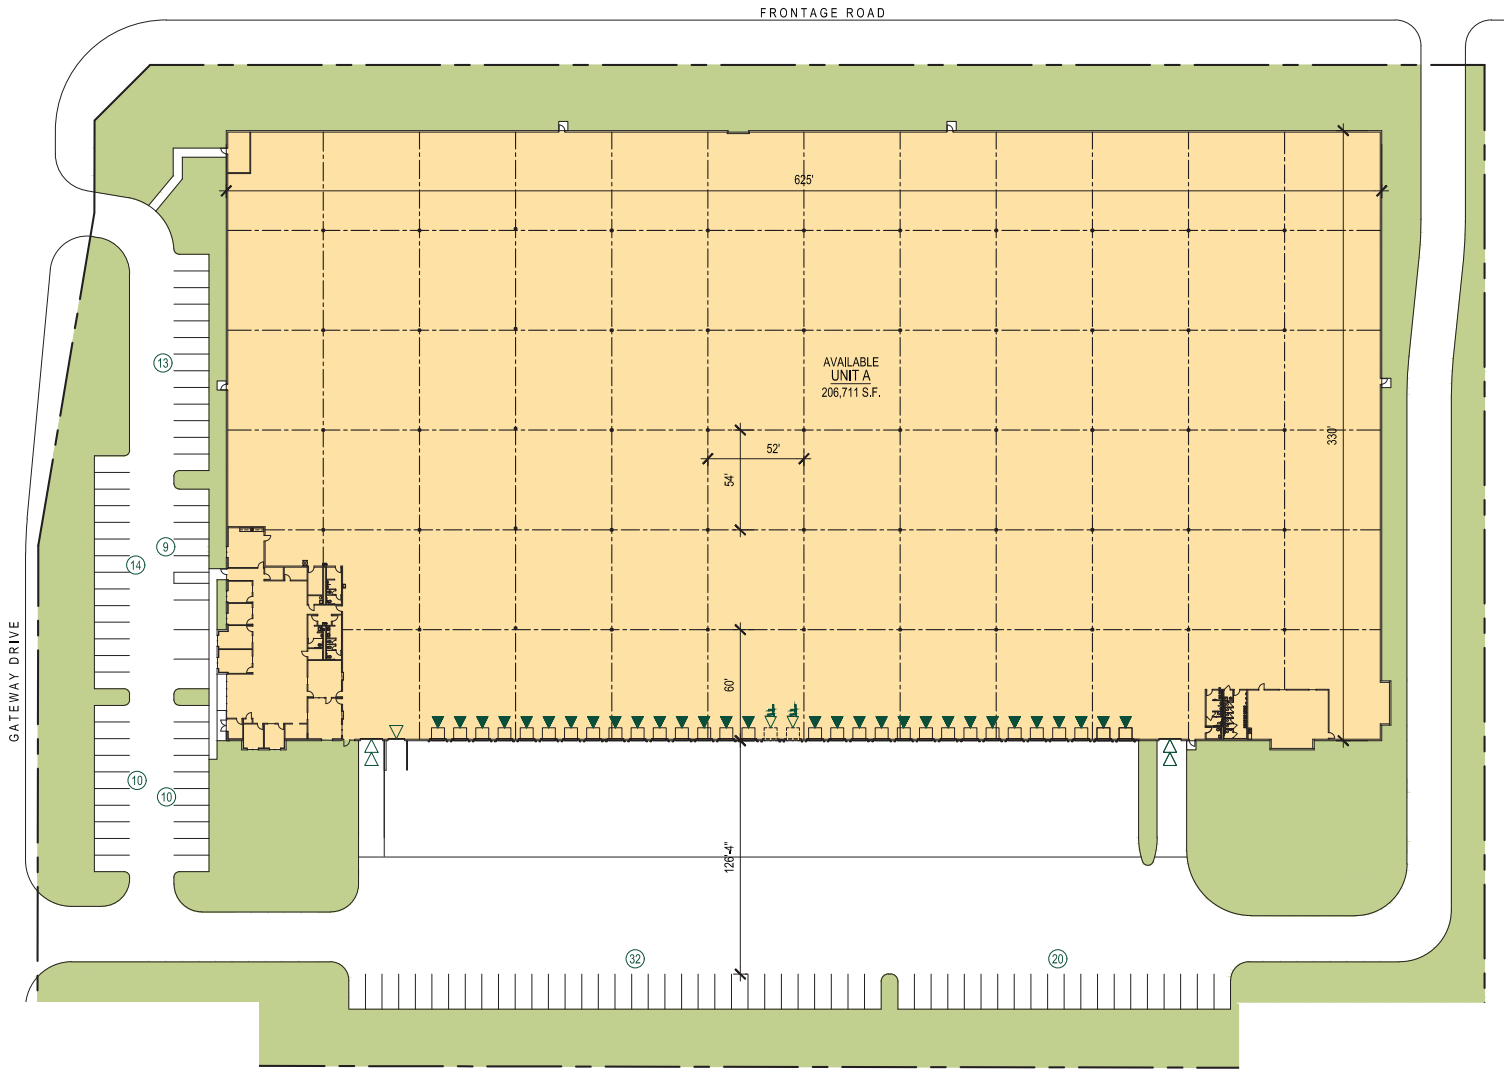 FRONTAGE ROAD
625'
13
AVAILABLE
UNIT A
206,711 S.F.
330'
52'
54'
9
14
GATEWAY DRIVE
60'
10
10
126'-4"
32
20